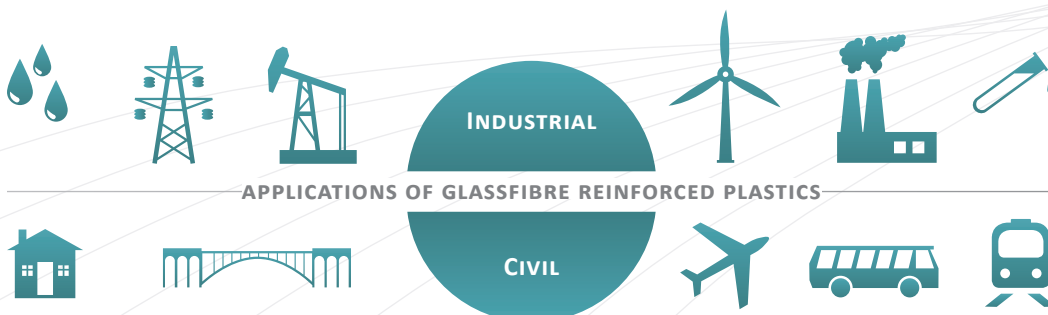 INDUSTRIAL
APPLICATIONS OF GLASSFIBRE REINFORCED PLASTICS
CIVIL